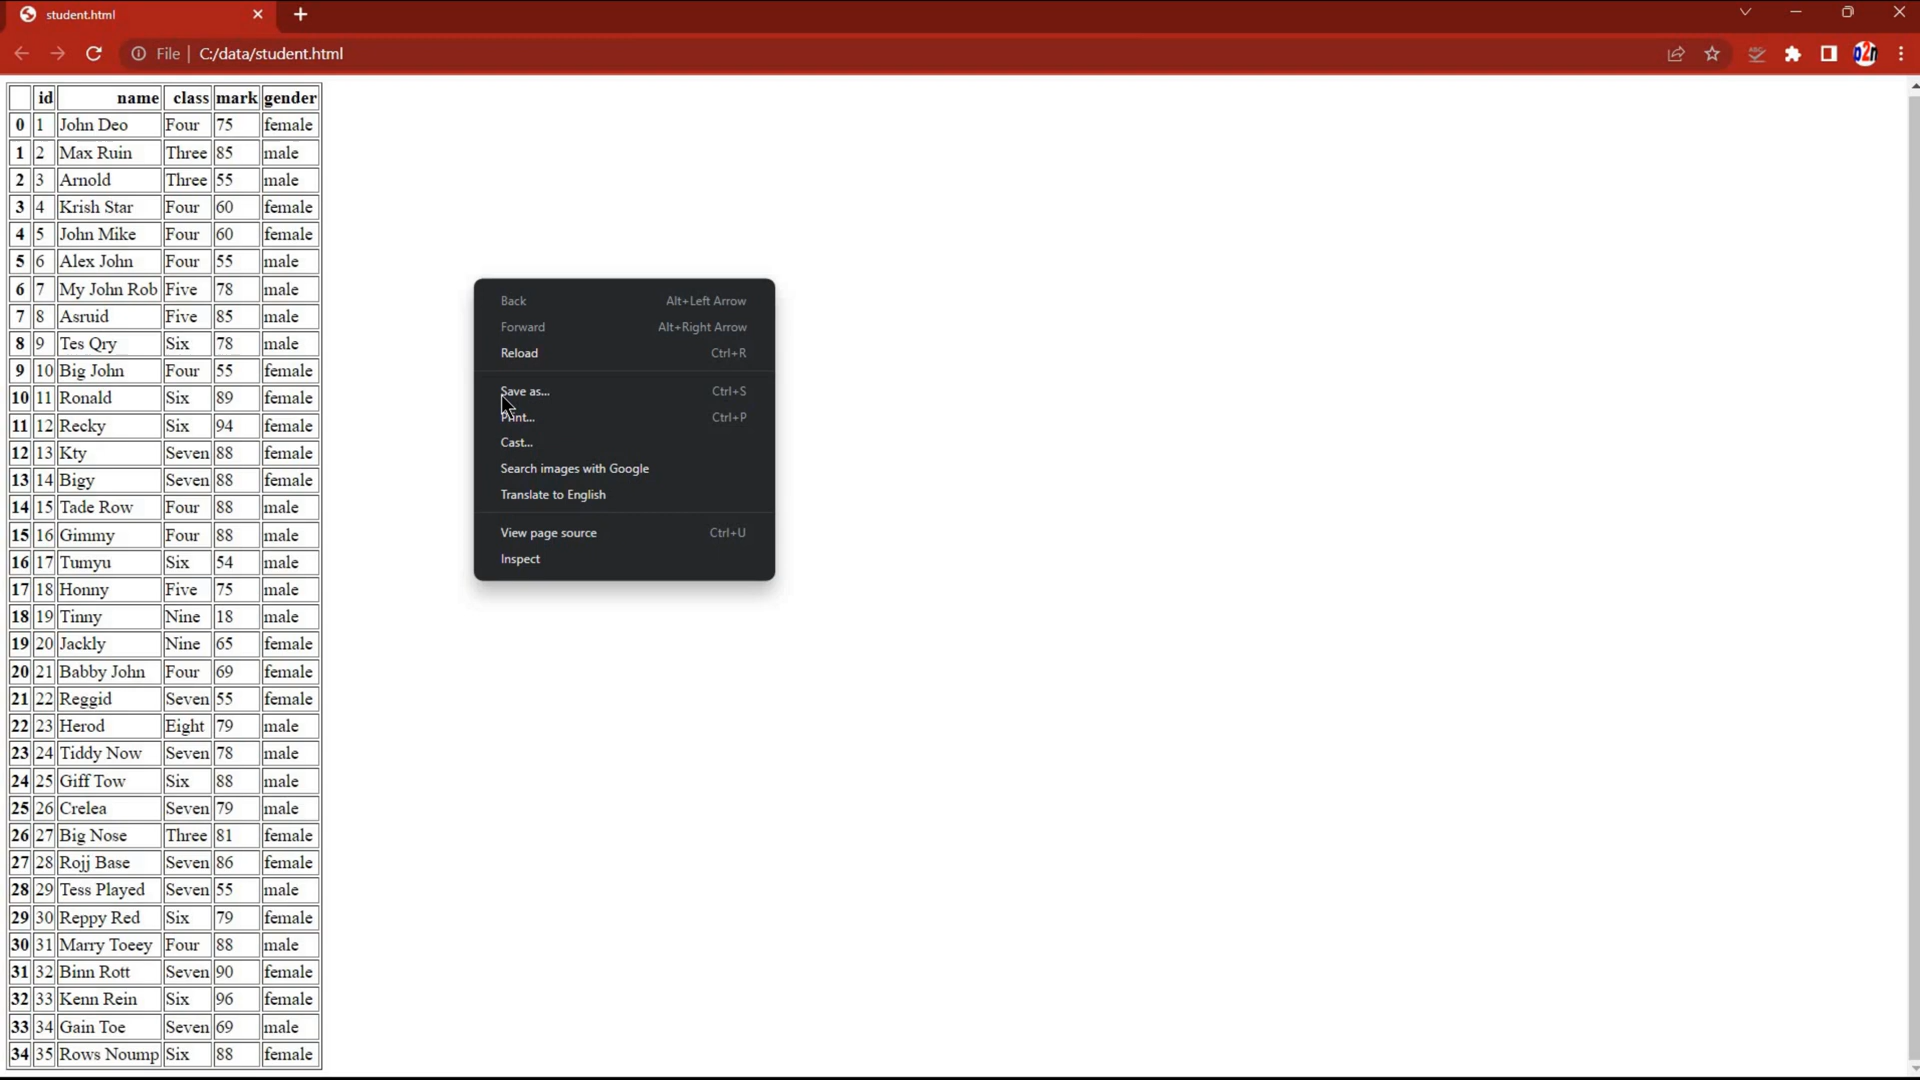 student.html
File | C:/data/student.html
id name class mark gender
0 1 John Deo Four 75 female
1 2 Max Ruin Three 85 male
2 3 Arnold Three 55 male
3 4 Krish Star Four 60 female
4 5 John Mike Four 60 female
5 6 Alex John Four 55 male
6 7 My John Rob Five 78 male
7 8 Asruid Five 85 male
8 9 Tes Qry Six 78 male
9 10 Big John Four 55 female
10 11 Ronald Six 89 female
11 12 Recky Six 94 female
12 13 Kty Seven 88 female
13 14 Bigy Seven 88 female
14 15 Tade Row Four 88 male
15 16 Gimmy Four 88 male
16 17 Tumyu Six 54 male
17 18 Honny Five 75 male
18 19 Tinny Nine 18 male
19 20 Jackly Nine 65 female
20 21 Babby John Four 69 female
21 22 Reggid Seven 55 female
22 23 Herod Eight 79 male
23 24 Tiddy Now Seven 78 male
24 25 Giff Tow Six 88 male
25 26 Crelea Seven 79 male
26 27 Big Nose Three 81 female
27 28 Rojj Base Seven 86 female
28 29 Tess Played Seven 55 male
29 30 Reppy Red Six 79 female
30 31 Marry Toeey Four 88 male
31 32 Binn Rott Seven 90 female
32 33 Kenn Rein Six 96 female
33 34 Gain Toe Seven 69 male
34 35 Rows Noump Six 88 female
Back Alt+Left Arrow
Forward Alt+Right Arrow
Reload Ctrl+R
Save as... Ctrl+S
Print... Ctrl+P
Cast...
Search images with Google
Translate to English
View page source Ctrl+U
Inspect